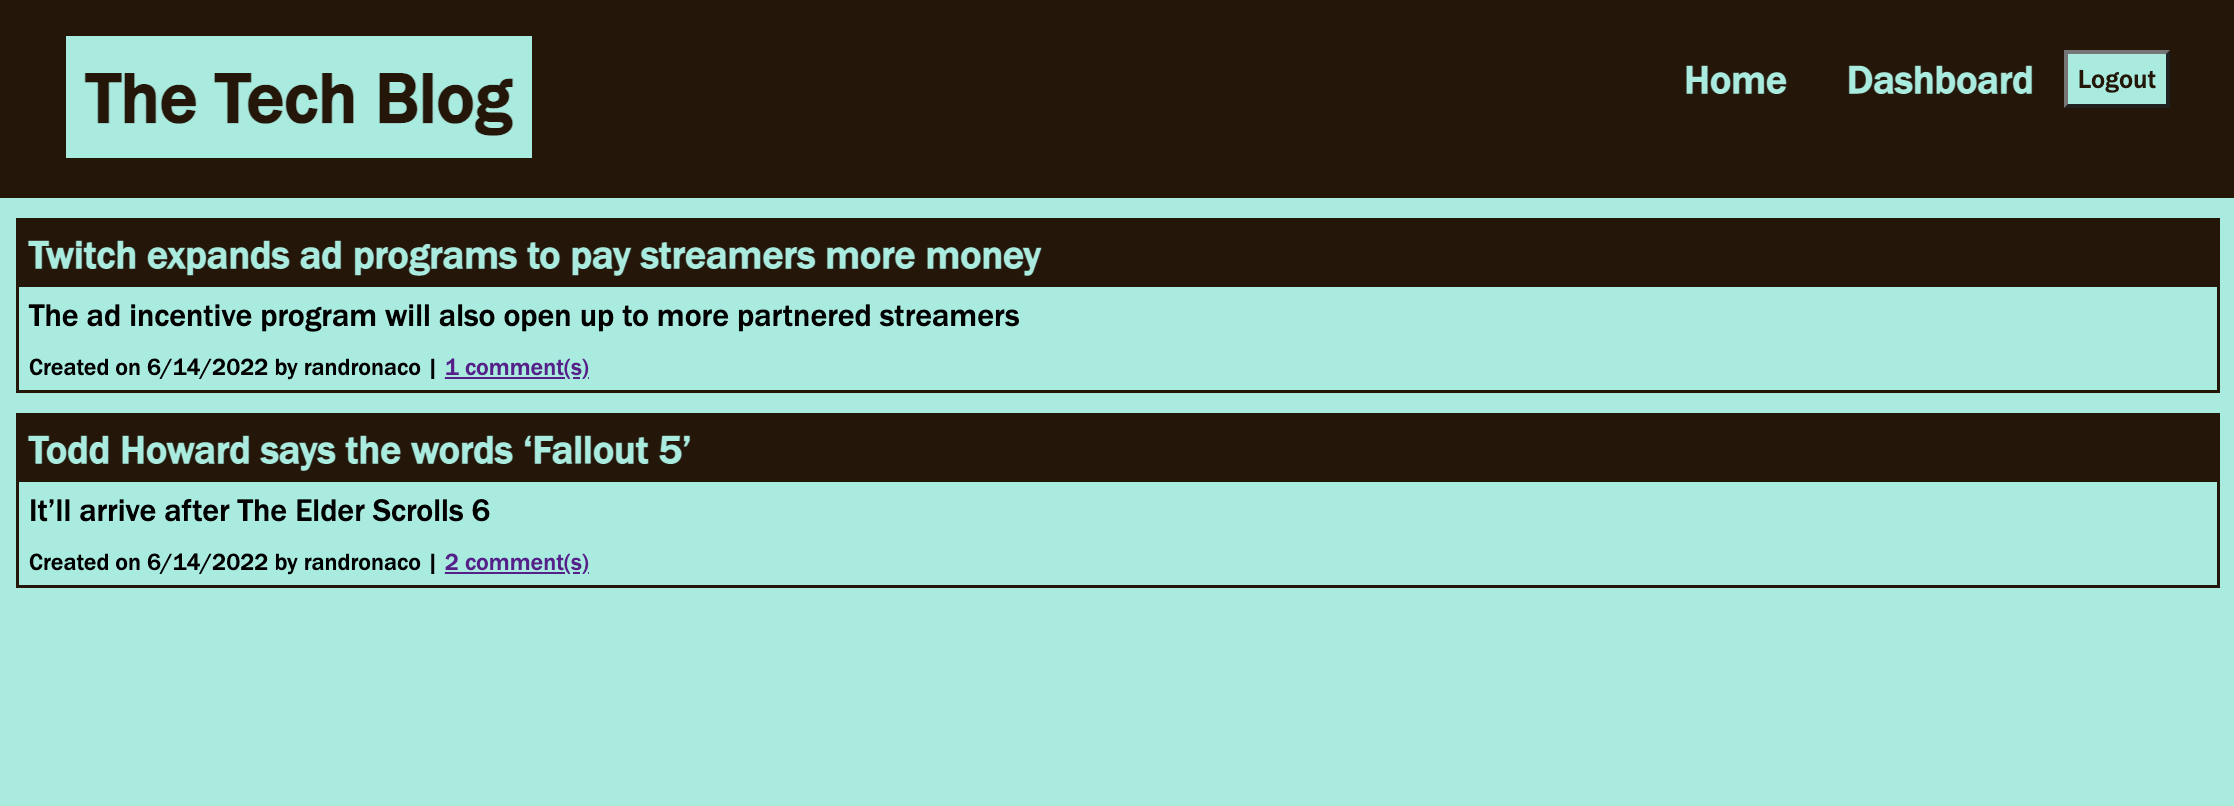 The Tech Blog
Home Dashboard Logout
Twitch expands ad programs to pay streamers more money
The ad incentive program will also open up to more partnered streamers
Created on 6/14/2022 by randronaco | 1 comment(s)
Todd Howard says the words ‘Fallout 5’
It’ll arrive after The Elder Scrolls 6
Created on 6/14/2022 by randronaco | 2 comment(s)